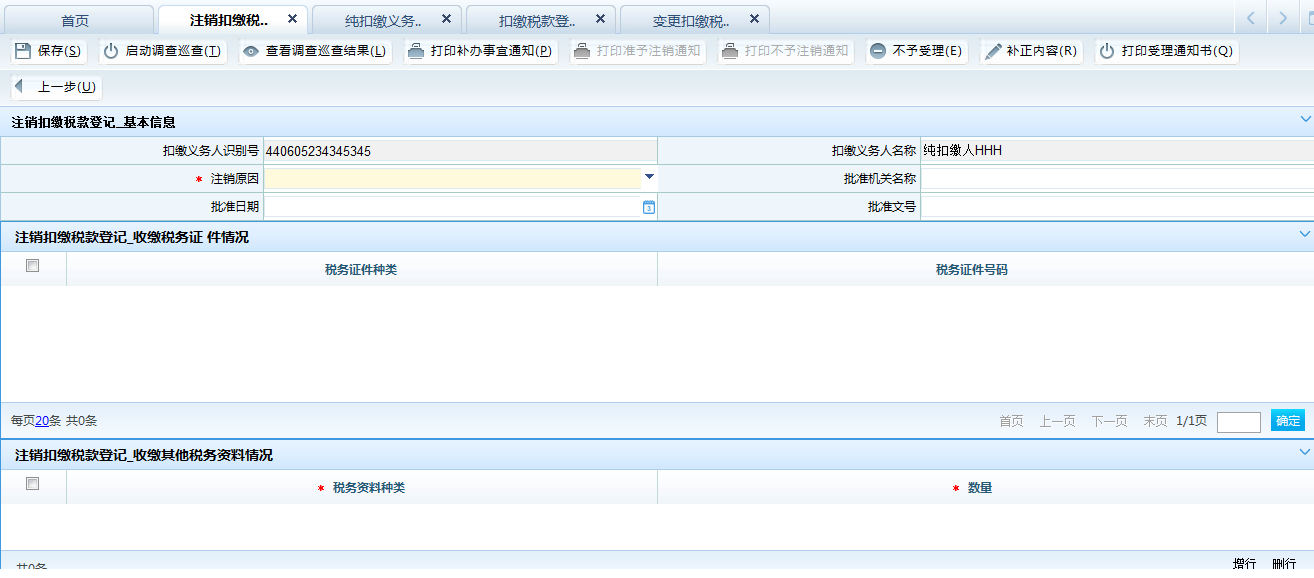 首页 注销扣缴税.. 纯扣缴义务.. 扣缴税款登.. 变更扣缴税..
保存(S) 启动调查巡查(T) 查看调查巡查结果(L) 打印补办事宜通知(P) 打印准予注销通知 打印不予注销通知 不予受理(E) 补正内容(R) 打印受理通知书(Q)
上一步(U)
注销扣缴税款登记_基本信息
扣缴义务人识别号 440605234345345 扣缴义务人名称 纯扣缴人HHH
* 注销原因 批准机关名称
批准日期 批准文号
注销扣缴税款登记_收缴税务证 件情况
税务证件种类 税务证件号码
每页20条 共0条 首页 上一页 下一页 末页 1/1页 确定
注销扣缴税款登记_收缴其他税务资料情况
* 税务资料种类 * 数量
共0条 增行 删行